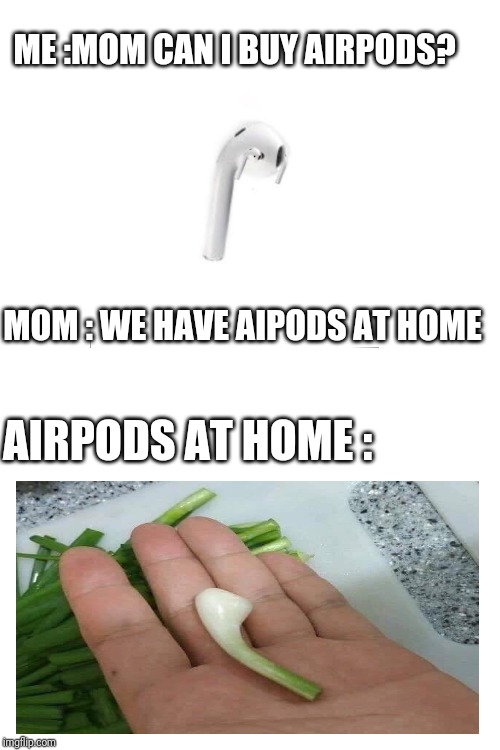 ME :MOM CAN I BUY AIRPODS?
MOM : WE HAVE AIPODS AT HOME
AIRPODS AT HOME :
imgflip.com